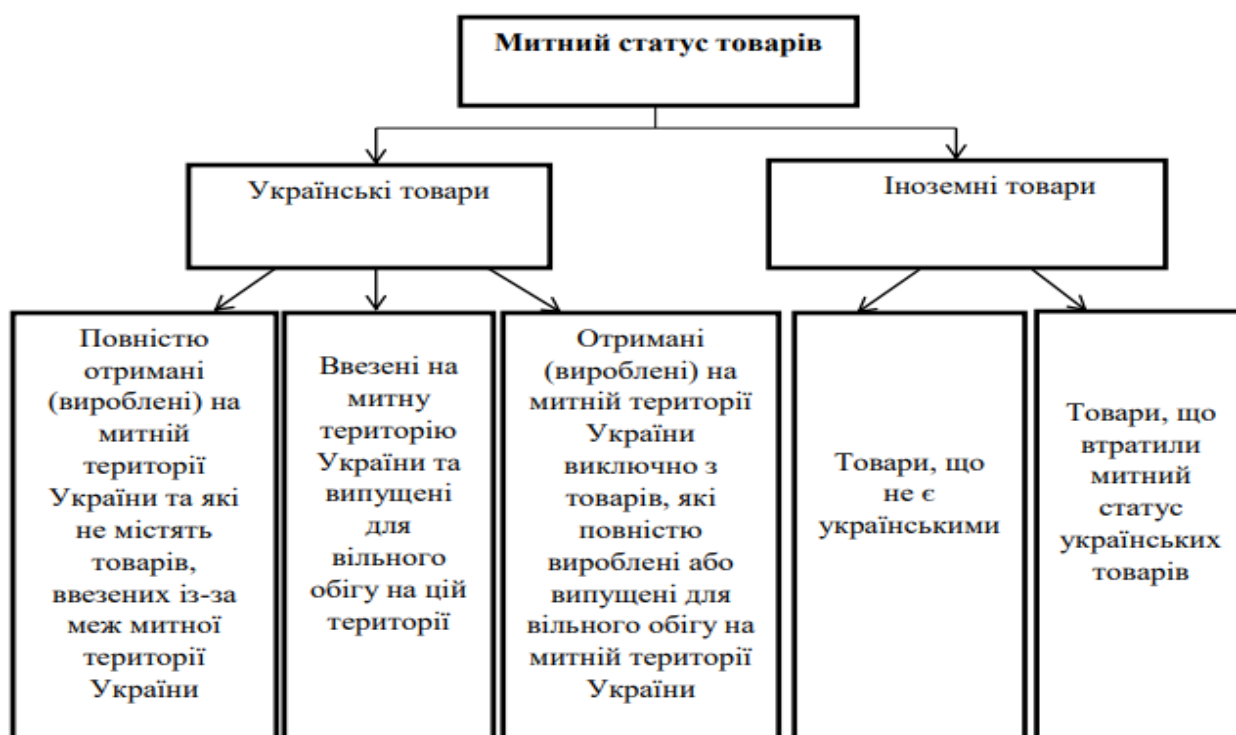 Митний статус товарів
Українські товари
Іноземні товари
Повністю
отримані
(вироблені) на
митній
території
України та які
не містять
товарів,
ввезених із-за
меж митної
території
України
Ввезені на
митну
територію
України та
випущені
для
вільного
обігу на цій
території
Отримані
(вироблені) на
митній території
України
виключно з
товарів, які
повністю
вироблені або
випущені для
вільного обігу на
митній території
України
Товари, що
не є
українськими
Товари, що
втратили
митний
статус
українських
товарів